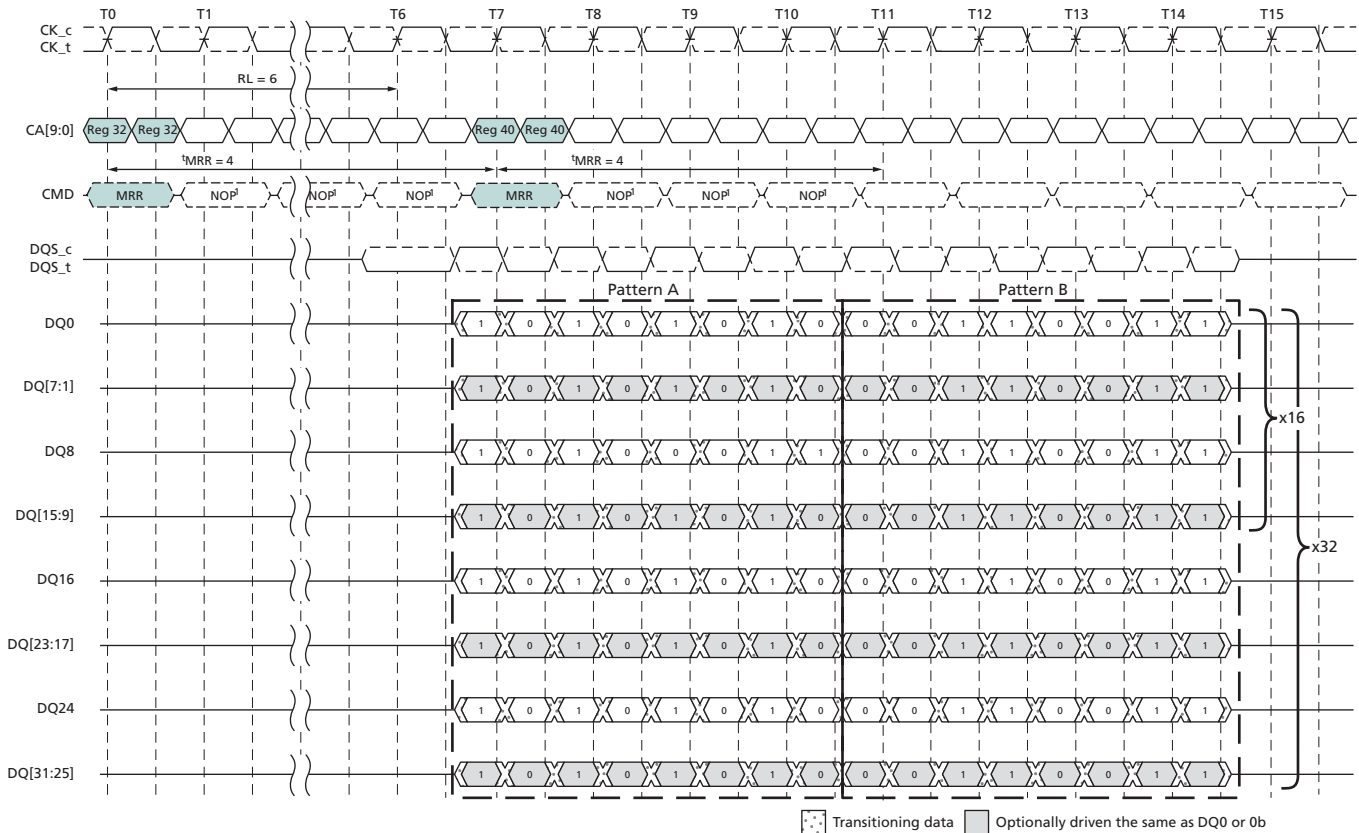 T0 T1 T6 T7 T8 T9 T10 T11 T12 T13 T14 T15
CK_c
CK_t
RL = 6
CA[9:0] Reg 32 Reg 32 Reg 40 Reg 40
tMRR = 4 tMRR = 4
CMD MRR NOP1 NOP1 NOP1 MRR NOP1 NOP1 NOP1
DQS_c
DQS_t
Pattern A Pattern B
DQ0 1 0 1 0 1 0 1 0 0 0 1 1 0 0 1 1
DQ[7:1] 1 0 1 0 1 0 1 0 0 0 1 1 0 0 1 1
x16
DQ8 1 0 1 0 0 0 1 1 0 0 1 1 0 0 1 1
DQ[15:9] 1 0 1 0 1 0 1 0 0 0 1 1 0 0 1 1
x32
DQ16 1 0 1 0 1 0 1 0 0 0 1 1 0 0 1 1
DQ[23:17] 1 0 1 0 1 0 1 0 0 0 1 1 0 0 1 1
DQ24 1 0 1 0 1 0 1 0 0 0 1 1 0 0 1 1
DQ[31:25] 1 0 1 0 1 0 1 0 0 0 1 1 0 0 1 1
Transitioning data Optionally driven the same as DQ0 or 0b